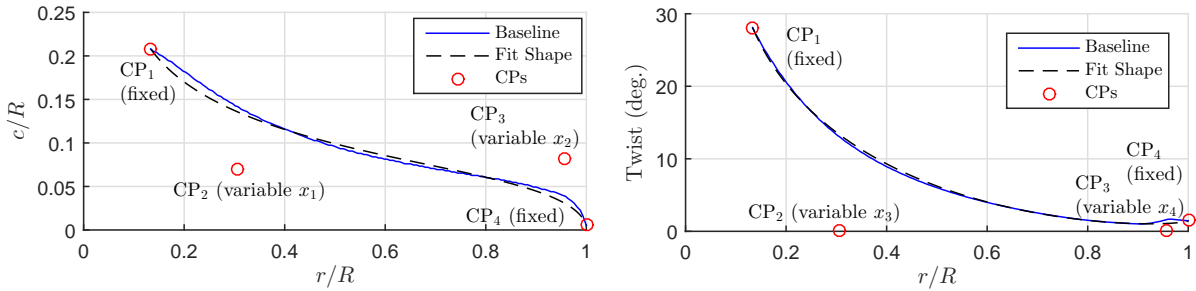 0.25
0.2
0.15
0.1
0.05
0
c/R
0
0.2
0.4
0.6
0.8
1
r/R
Baseline
Fit Shape
CPs
CP₁
(fixed)
CP₂ (variable x₁)
CP₃
(variable x₂)
CP₄ (fixed)
30
20
10
0
Twist (deg.)
0
0.2
0.4
0.6
0.8
1
r/R
Baseline
Fit Shape
CPs
CP₁
(fixed)
CP₂ (variable x₃)
CP₃
(variable x₄)
CP₄
(fixed)